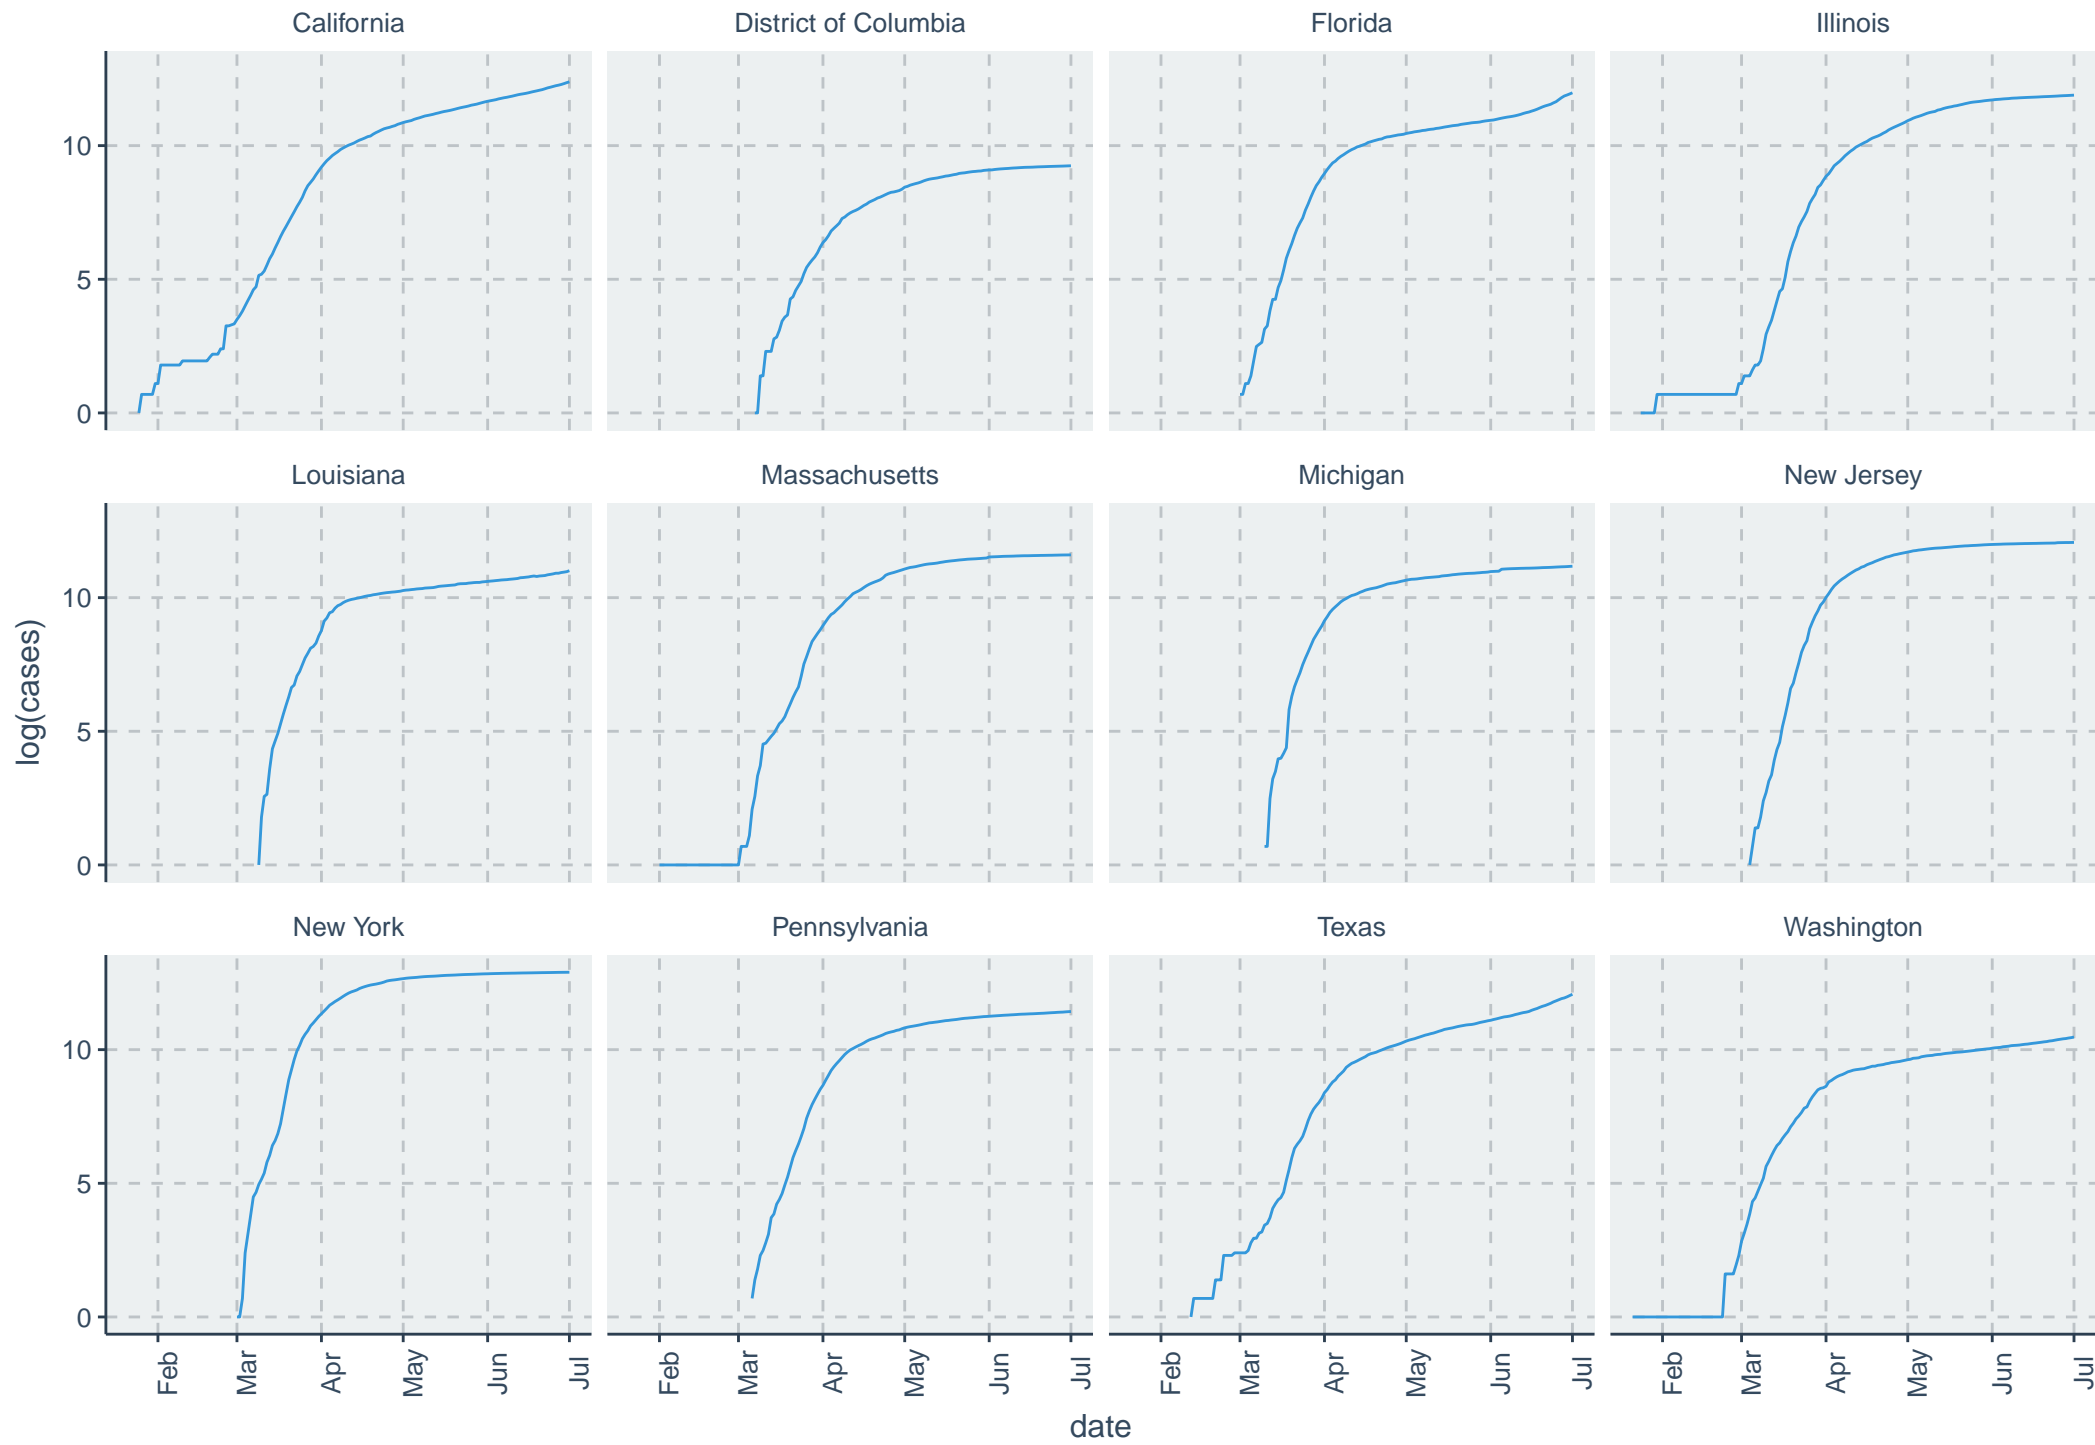 California District of Columbia Florida Illinois
10
5
0
Louisiana Massachusetts Michigan New Jersey
10
5
0
log(cases)
New York Pennsylvania Texas Washington
10
5
0
Feb Mar Apr May Jun Jul Feb Mar Apr May Jun Jul Feb Mar Apr May Jun Jul Feb Mar Apr May Jun Jul
date